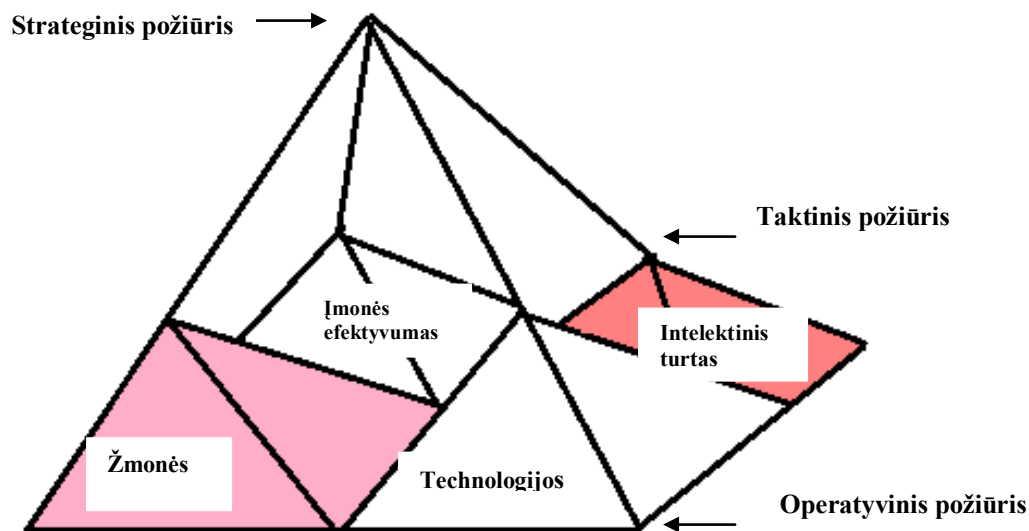 Strateginis požiūris
Taktinis požiūris
Įmonės
efektyvumas
Intelektinis
turtas
Žmonės
Technologijos
Operatyvinis požiūris